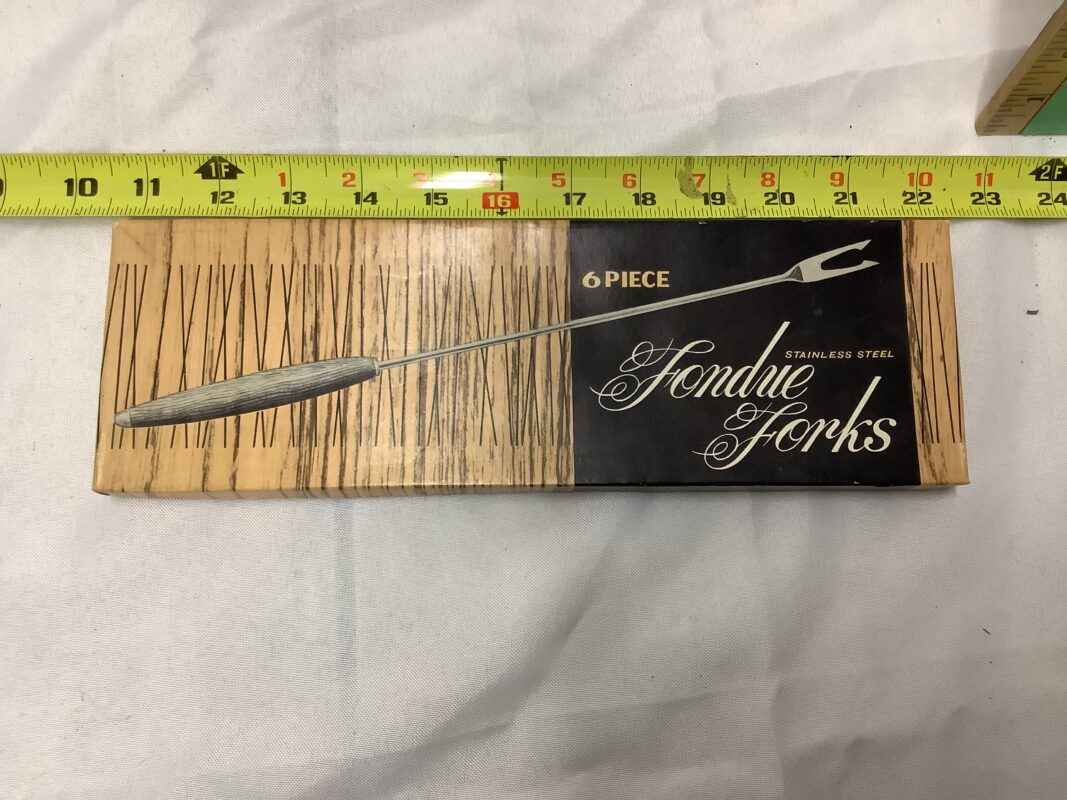 1F 1 2 3 4 5 6 7 8 9 10 11 2F
10 11 12 13 14 15 16 17 18 19 20 21 22 23 24
6 PIECE
STAINLESS STEEL
Fondue
Forks